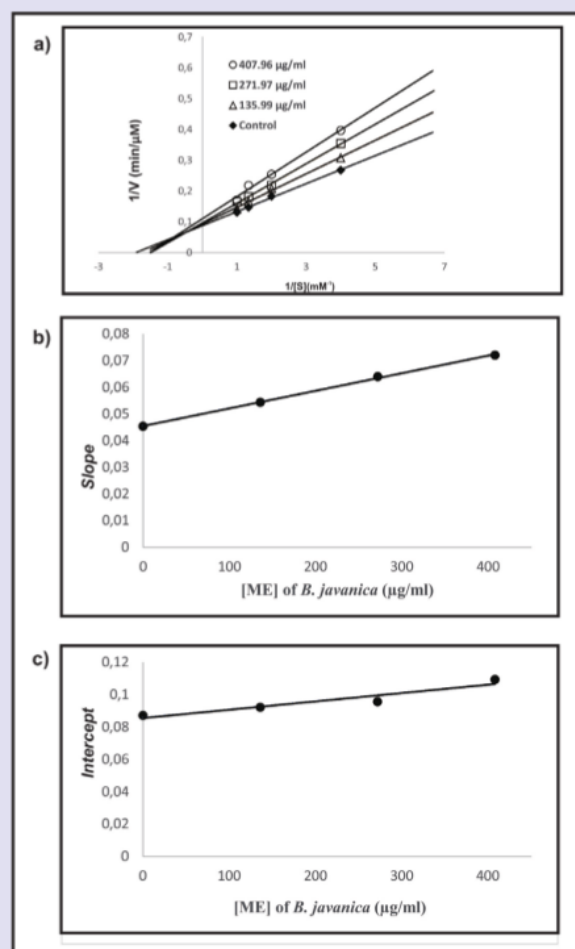 a)
0,7
0,6
0,5
0,4
0,3
0,2
0,1
0
1/V (min/µM)
407.96 µg/ml
271.97 µg/ml
135.99 µg/ml
Control
-3 -1 1 3 5 7
1/[S](mM⁻¹)
b)
0,08
0,07
0,06
0,05
0,04
0,03
0,02
0,01
0
Slope
0 100 200 300 400
[ME] of B. javanica (µg/ml)
c)
0,12
0,1
0,08
0,06
0,04
0,02
0
Intercept
0 100 200 300 400
[ME] of B. javanica (µg/ml)